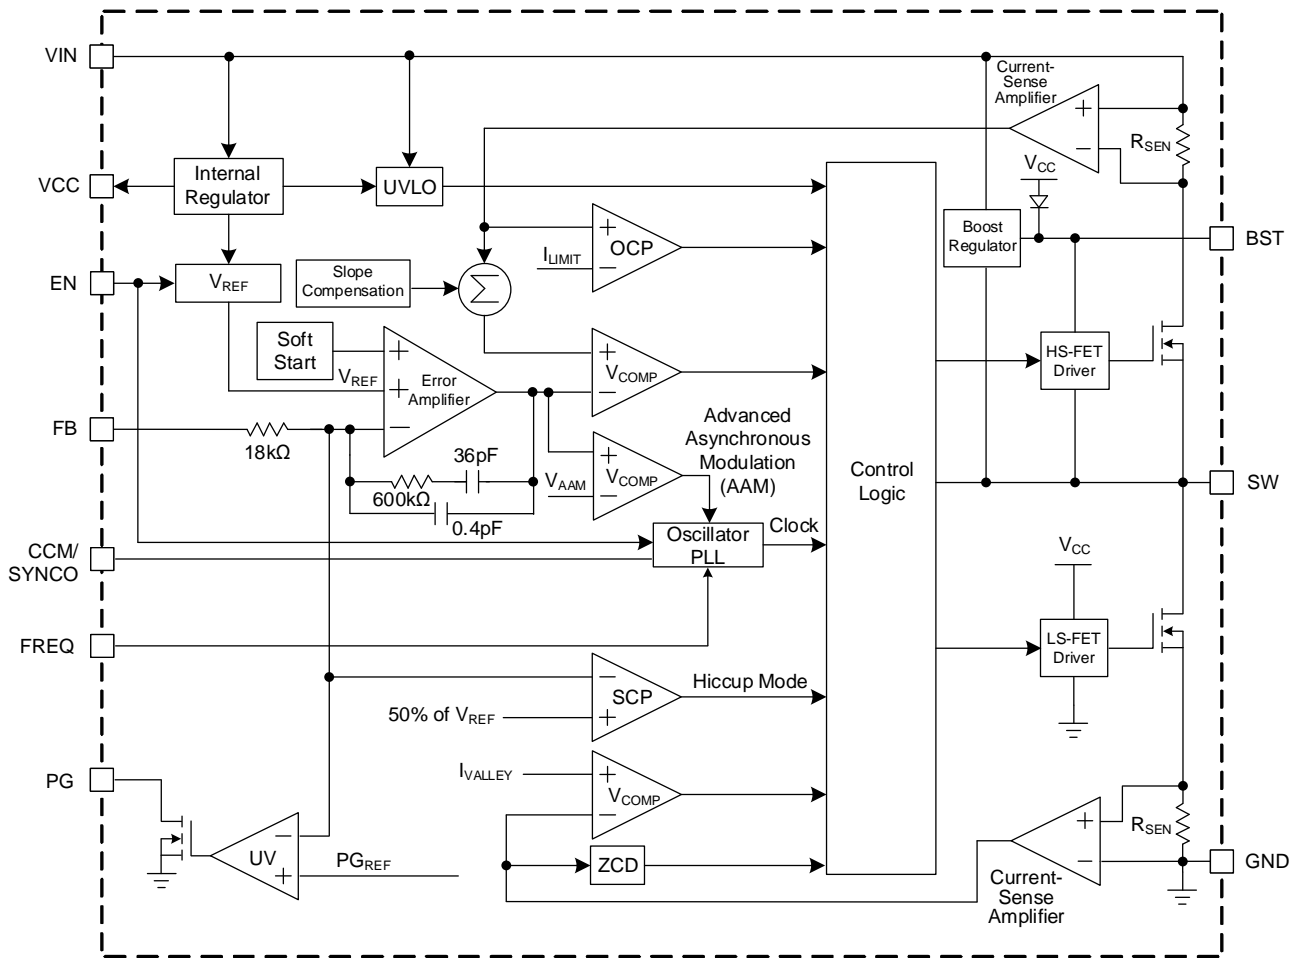 VIN
Current-
Sense
Amplifier
+
−
RSEN
VCC
Internal
Regulator
UVLO
VCC
Boost
Regulator
BST
+
OCP
−
ILIMIT
EN
VREF
Slope
Compensation
Σ
Soft
Start
VREF
+
+
−
Error
Amplifier
+
VCOMP
−
HS-FET
Driver
FB
18kΩ
36pF
600kΩ
0.4pF
VAAM
+
VCOMP
−
Advanced
Asynchronous
Modulation
(AAM)
Control
Logic
SW
CCM/
SYNCO
Oscillator
PLL
Clock
VCC
FREQ
LS-FET
Driver
−
SCP
+
Hiccup Mode
50% of VREF
PG
IVALLEY
+
VCOMP
−
−
UV
+
PGREF
ZCD
+
−
RSEN
Current-
Sense
Amplifier
GND